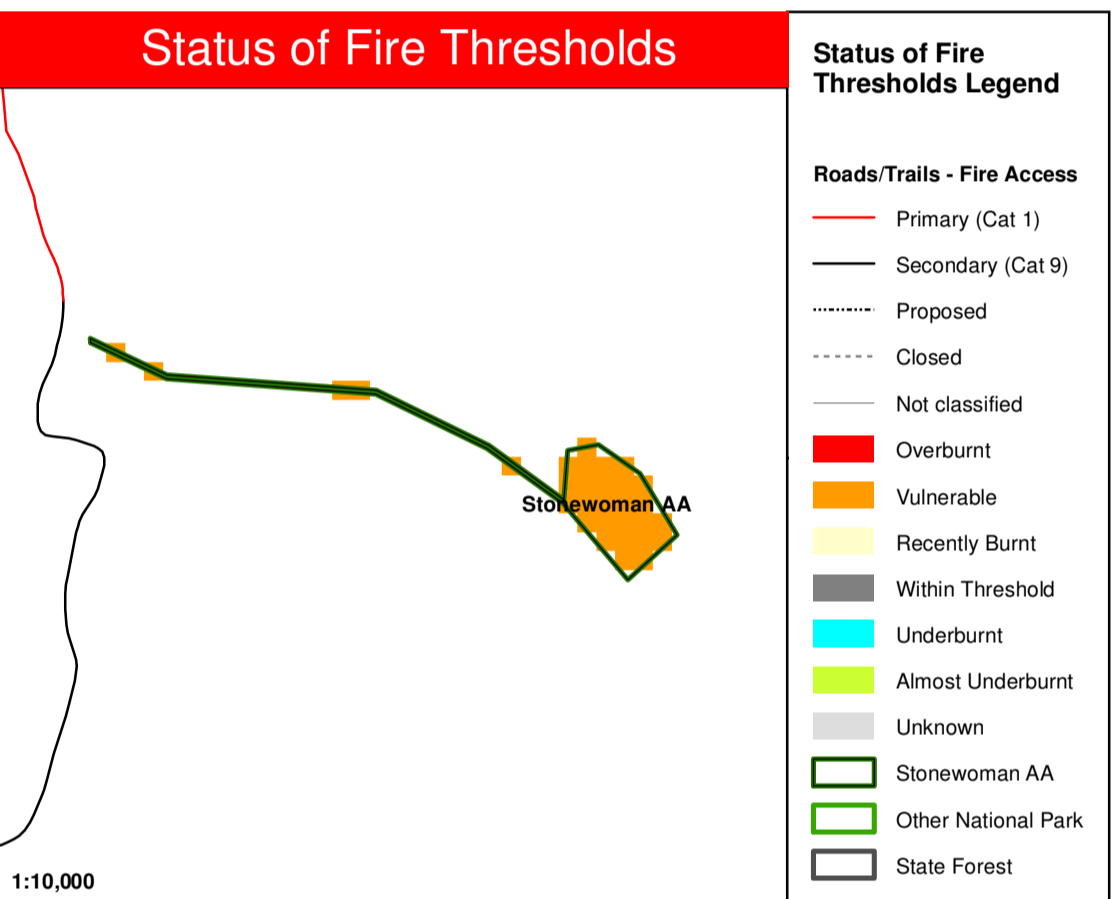 Status of Fire Thresholds
Stonewoman AA
1:10,000
Status of Fire
Thresholds Legend
Roads/Trails - Fire Access
Primary (Cat 1)
Secondary (Cat 9)
Proposed
Closed
Not classified
Overburnt
Vulnerable
Recently Burnt
Within Threshold
Underburnt
Almost Underburnt
Unknown
Stonewoman AA
Other National Park
State Forest